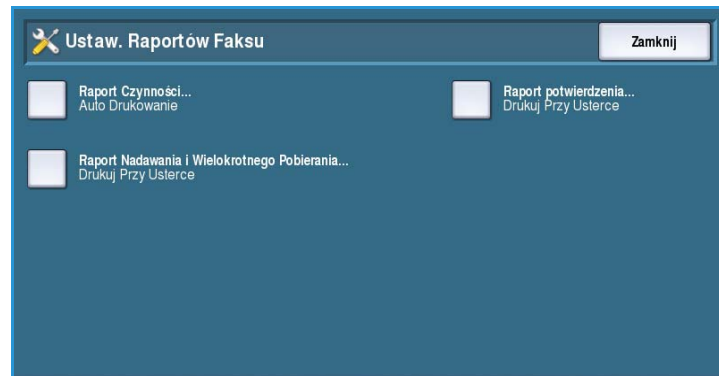 Ustaw. Raportów Faksu
Zamknij
Raport Czynności...
Auto Drukowanie
Raport potwierdzenia...
Drukuj Przy Usterce
Raport Nadawania i Wielokrotnego Pobierania...
Drukuj Przy Usterce